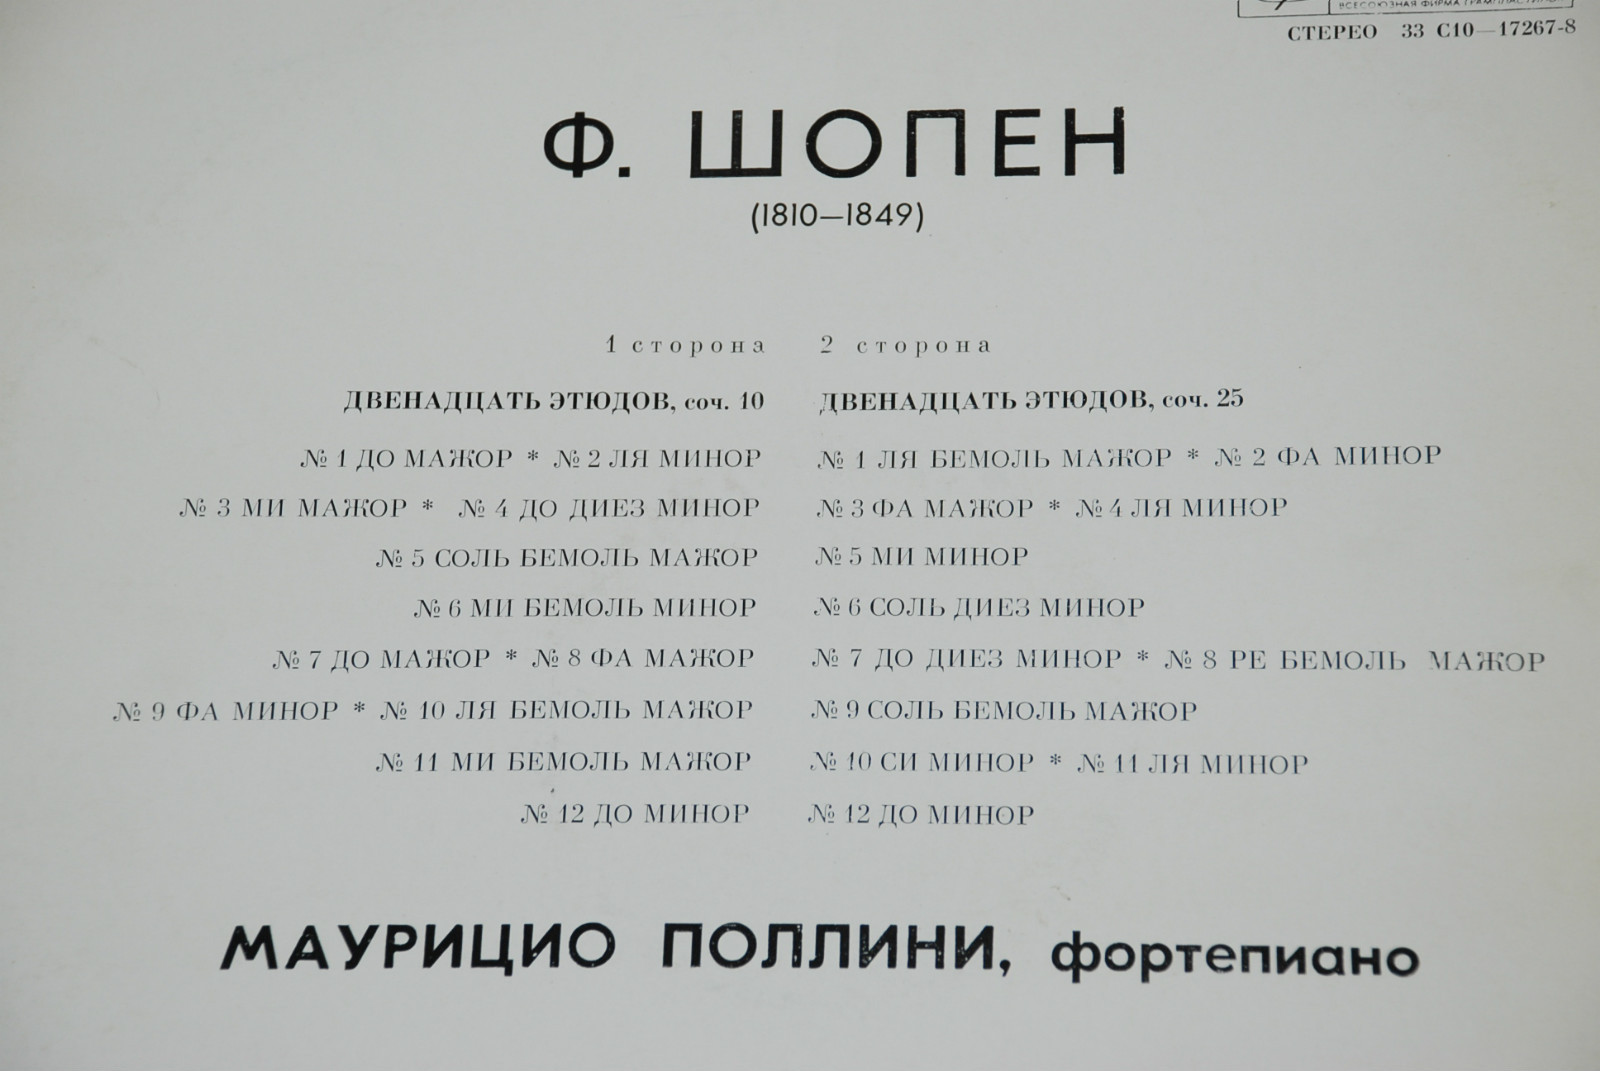 ВСЕСОЮЗНАЯ ФИРМА
СТЕРЕО 33 С10—17267-8
Ф. ШОПЕН
(1810—1849)
1 сторона
ДВЕНАДЦАТЬ ЭТЮДОВ, соч. 10
№ 1 ДО МАЖОР * № 2 ЛЯ МИНОР
№ 3 МИ МАЖОР * № 4 ДО ДИЕЗ МИНОР
№ 5 СОЛЬ БЕМОЛЬ МАЖОР
№ 6 МИ БЕМОЛЬ МИНОР
№ 7 ДО МАЖОР * № 8 ФА МАЖОР
№ 9 ФА МИНОР * № 10 ЛЯ БЕМОЛЬ МАЖОР
№ 11 МИ БЕМОЛЬ МАЖОР
№ 12 ДО МИНОР
2 сторона
ДВЕНАДЦАТЬ ЭТЮДОВ, соч. 25
№ 1 ЛЯ БЕМОЛЬ МАЖОР * № 2 ФА МИНОР
№ 3 ФА МАЖОР * № 4 ЛЯ МИНОР
№ 5 МИ МИНОР
№ 6 СОЛЬ ДИЕЗ МИНОР
№ 7 ДО ДИЕЗ МИНОР * № 8 РЕ БЕМОЛЬ МАЖОР
№ 9 СОЛЬ БЕМОЛЬ МАЖОР
№ 10 СИ МИНОР * № 11 ЛЯ МИНОР
№ 12 ДО МИНОР
МАУРИЦИО ПОЛЛИНИ, фортепиано